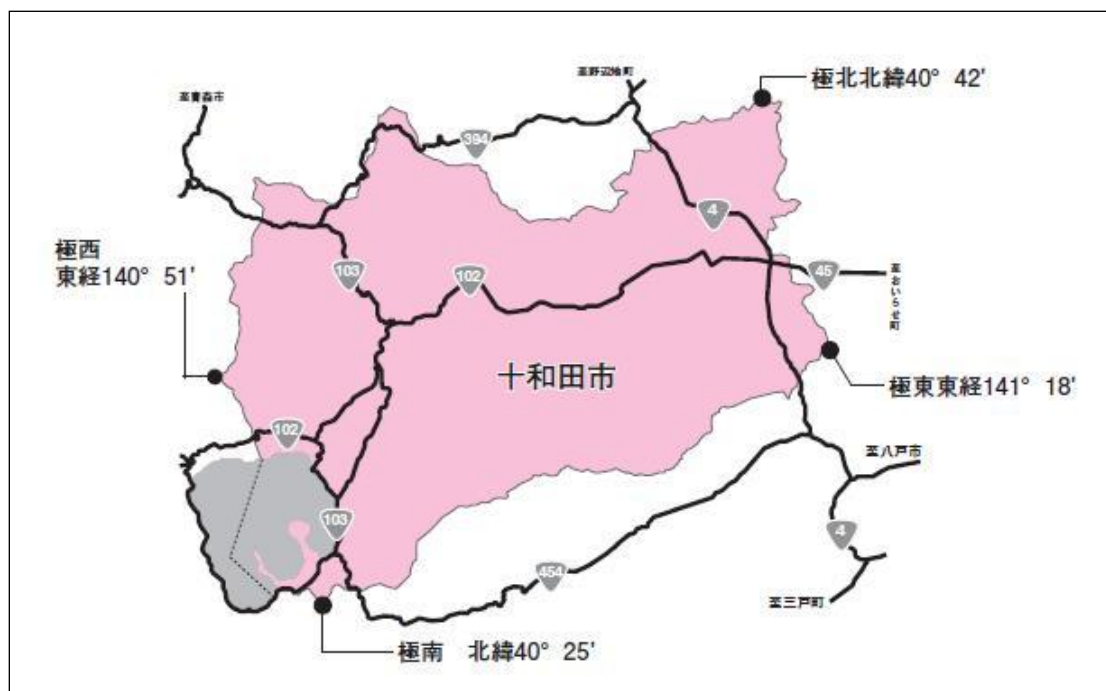 至野辺地町
極北北緯40° 42'
至青森市
394
4
極西
東経140° 51'
103
102
45
至おいらせ町
十和田市
極東東経141° 18'
102
至八戸市
103
4
454
至三戸町
極南　北緯40° 25'